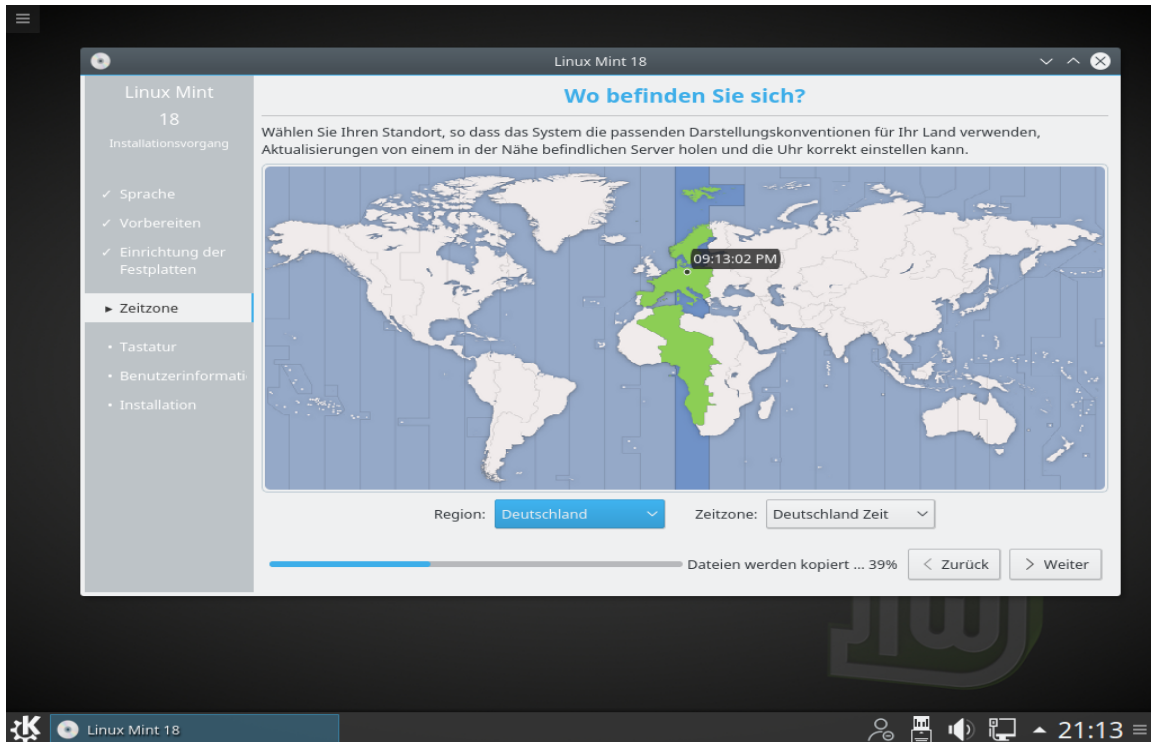 Linux Mint 18
Linux Mint
18
Installationsvorgang
✓ Sprache
✓ Vorbereiten
✓ Einrichtung der
Festplatten
▸ Zeitzone
• Tastatur
• Benutzerinformati
• Installation
Wo befinden Sie sich?
Wählen Sie Ihren Standort, so dass das System die passenden Darstellungskonventionen für Ihr Land verwenden,
Aktualisierungen von einem in der Nähe befindlichen Server holen und die Uhr korrekt einstellen kann.
09:13:02 PM
Region: Deutschland Zeitzone: Deutschland Zeit
Dateien werden kopiert ... 39% < Zurück > Weiter
Linux Mint 18 21:13